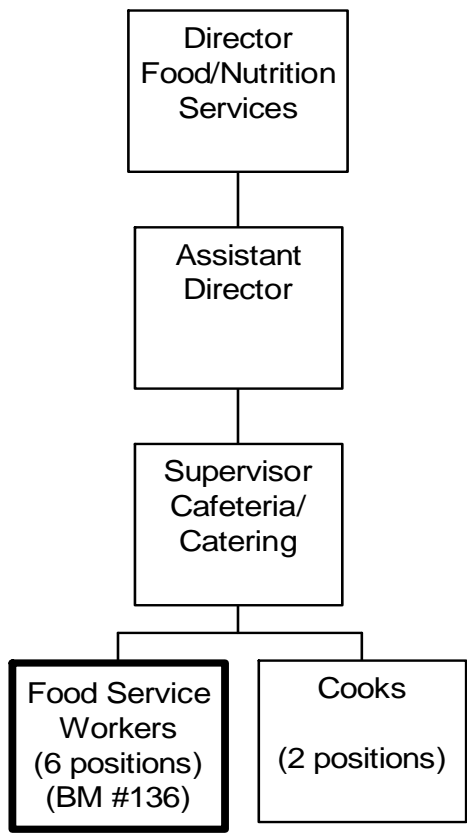 Director
Food/Nutrition
Services
Assistant
Director
Supervisor
Cafeteria/
Catering
Food Service
Workers
(6 positions)
(BM #136)
Cooks
(2 positions)